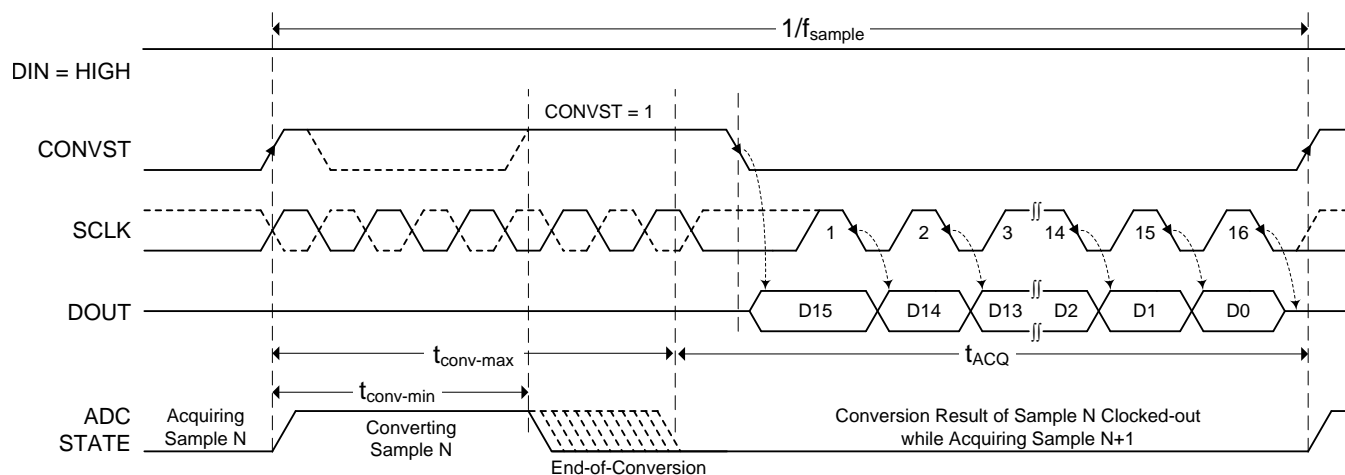 1/fsample
DIN = HIGH
CONVST = 1
CONVST
SCLK
1 2 3 14 15 16
DOUT
D15 D14 D13 D2 D1 D0
tconv-max
tACQ
tconv-min
ADC
STATE
Acquiring
Sample N
Converting
Sample N
End-of-Conversion
Conversion Result of Sample N Clocked-out
while Acquiring Sample N+1